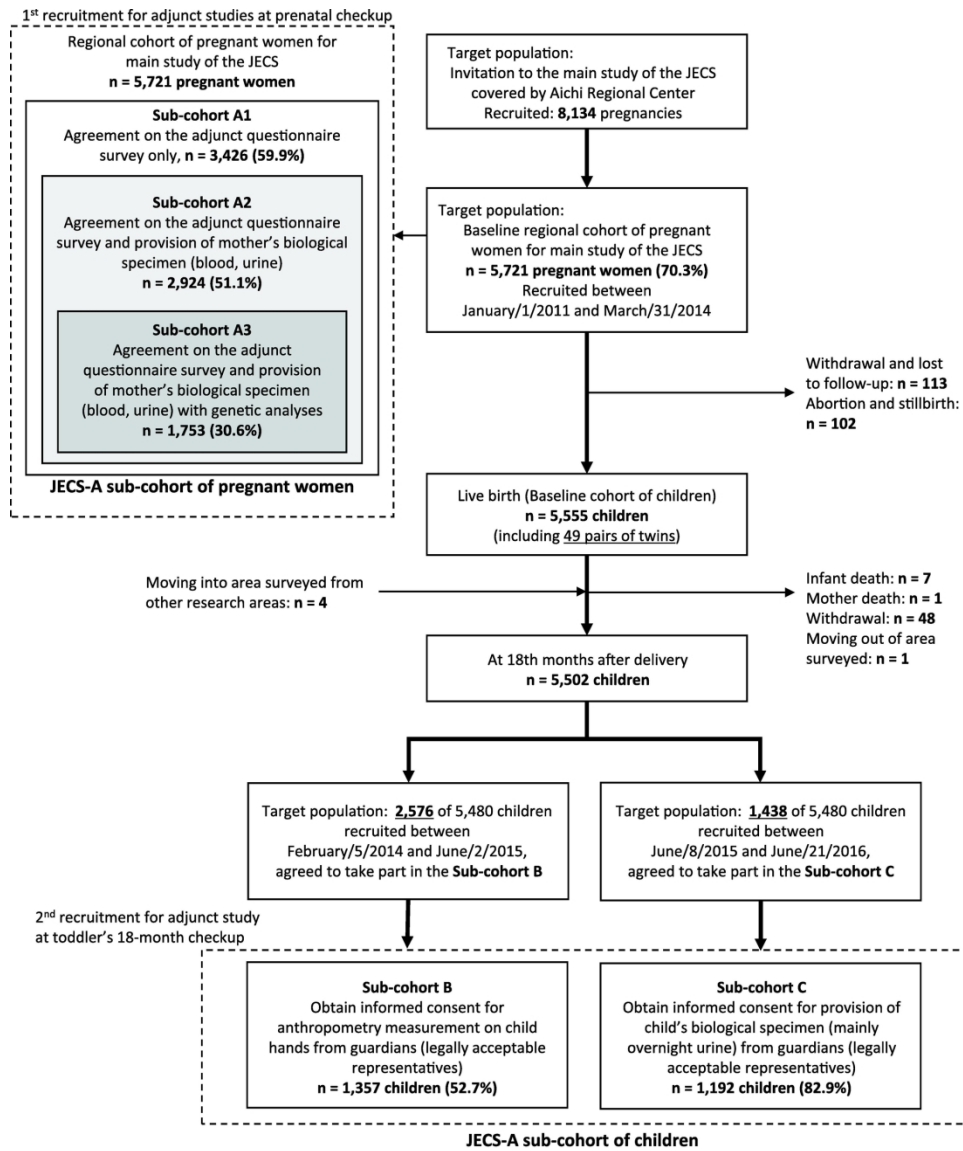 1st recruitment for adjunct studies at prenatal checkup
Regional cohort of pregnant women for
main study of the JECS
n = 5,721 pregnant women
Sub-cohort A1
Agreement on the adjunct questionnaire
survey only, n = 3,426 (59.9%)
Sub-cohort A2
Agreement on the adjunct questionnaire
survey and provision of mother's biological
specimen (blood, urine)
n = 2,924 (51.1%)
Sub-cohort A3
Agreement on the adjunct
questionnaire survey and provision
of mother's biological specimen
(blood, urine) with genetic analyses
n = 1,753 (30.6%)
JECS-A sub-cohort of pregnant women
Target population:
Invitation to the main study of the JECS
covered by Aichi Regional Center
Recruited: 8,134 pregnancies
Target population:
Baseline regional cohort of pregnant
women for main study of the JECS
n = 5,721 pregnant women (70.3%)
Recruited between
January/1/2011 and March/31/2014
Withdrawal and lost
to follow-up: n = 113
Abortion and stillbirth:
n = 102
Live birth (Baseline cohort of children)
n = 5,555 children
(including 49 pairs of twins)
Moving into area surveyed from
other research areas: n = 4
Infant death: n = 7
Mother death: n = 1
Withdrawal: n = 48
Moving out of area
surveyed: n = 1
At 18th months after delivery
n = 5,502 children
Target population: 2,576 of 5,480 children
recruited between
February/5/2014 and June/2/2015,
agreed to take part in the Sub-cohort B
Target population: 1,438 of 5,480 children
recruited between
June/8/2015 and June/21/2016,
agreed to take part in the Sub-cohort C
2nd recruitment for adjunct study
at toddler's 18-month checkup
Sub-cohort B
Obtain informed consent for
anthropometry measurement on child
hands from guardians (legally acceptable
representatives)
n = 1,357 children (52.7%)
Sub-cohort C
Obtain informed consent for provision of
child's biological specimen (mainly
overnight urine) from guardians (legally
acceptable representatives)
n = 1,192 children (82.9%)
JECS-A sub-cohort of children